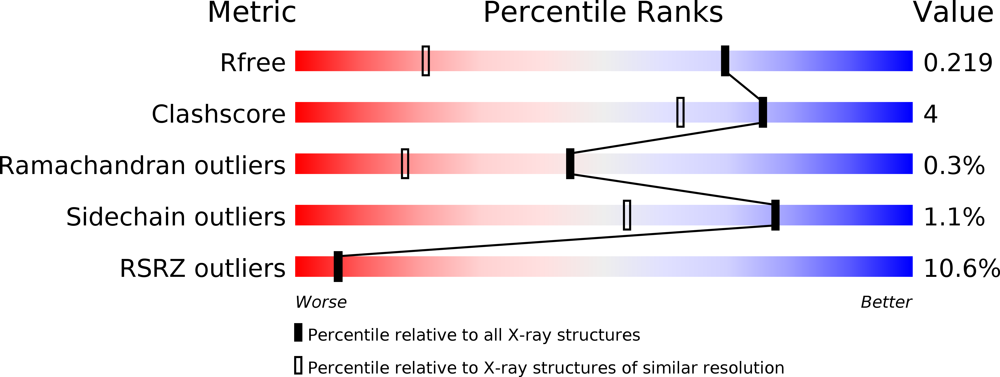 Metric Percentile Ranks Value
Rfree 0.219
Clashscore 4
Ramachandran outliers 0.3%
Sidechain outliers 1.1%
RSRZ outliers 10.6%
Worse Better
Percentile relative to all X-ray structures
Percentile relative to X-ray structures of similar resolution